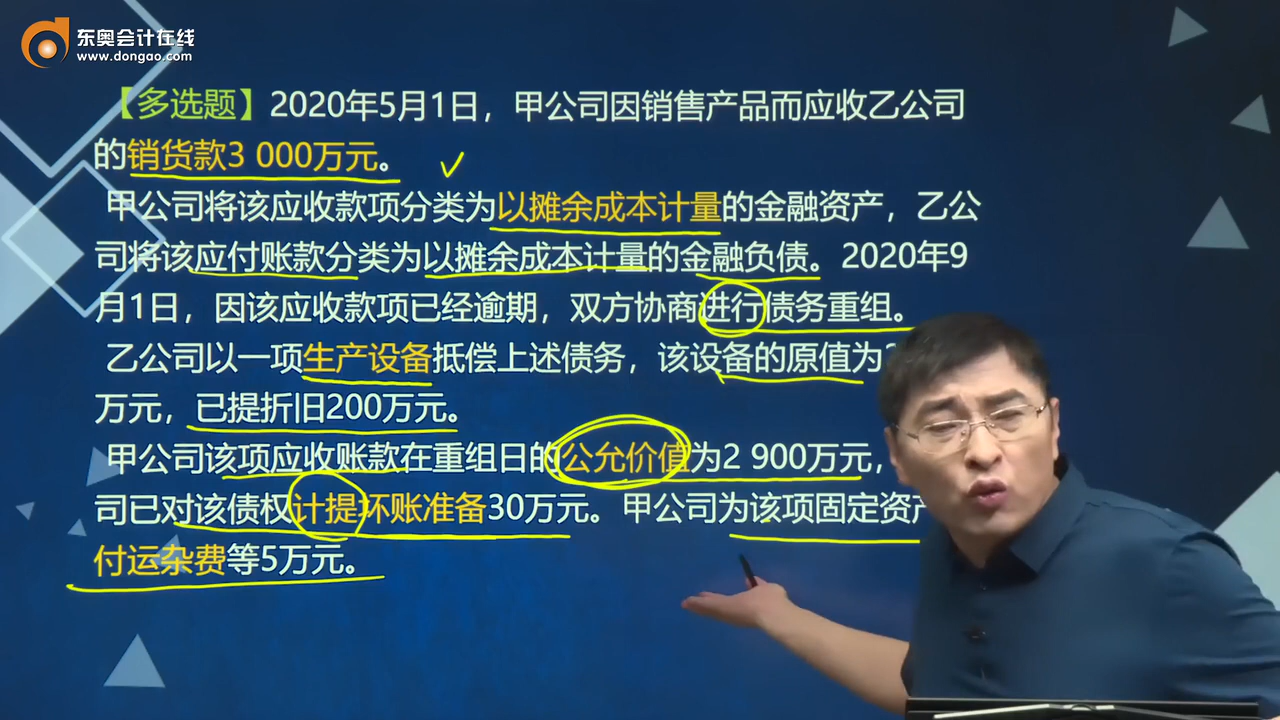 东奥会计在线
www.dongao.com
【多选题】2020年5月1日，甲公司因销售产品而应收乙公司
的销货款3 000万元。
甲公司将该应收款项分类为以摊余成本计量的金融资产，乙公
司将该应付账款分类为以摊余成本计量的金融负债。2020年9
月1日，因该应收款项已经逾期，双方协商进行债务重组。
乙公司以一项生产设备抵偿上述债务，该设备的原值为
万元，已提折旧200万元。
甲公司该项应收账款在重组日的公允价值为2 900万元，
司已对该债权计提坏账准备30万元。甲公司为该项固定资产
付运杂费等5万元。